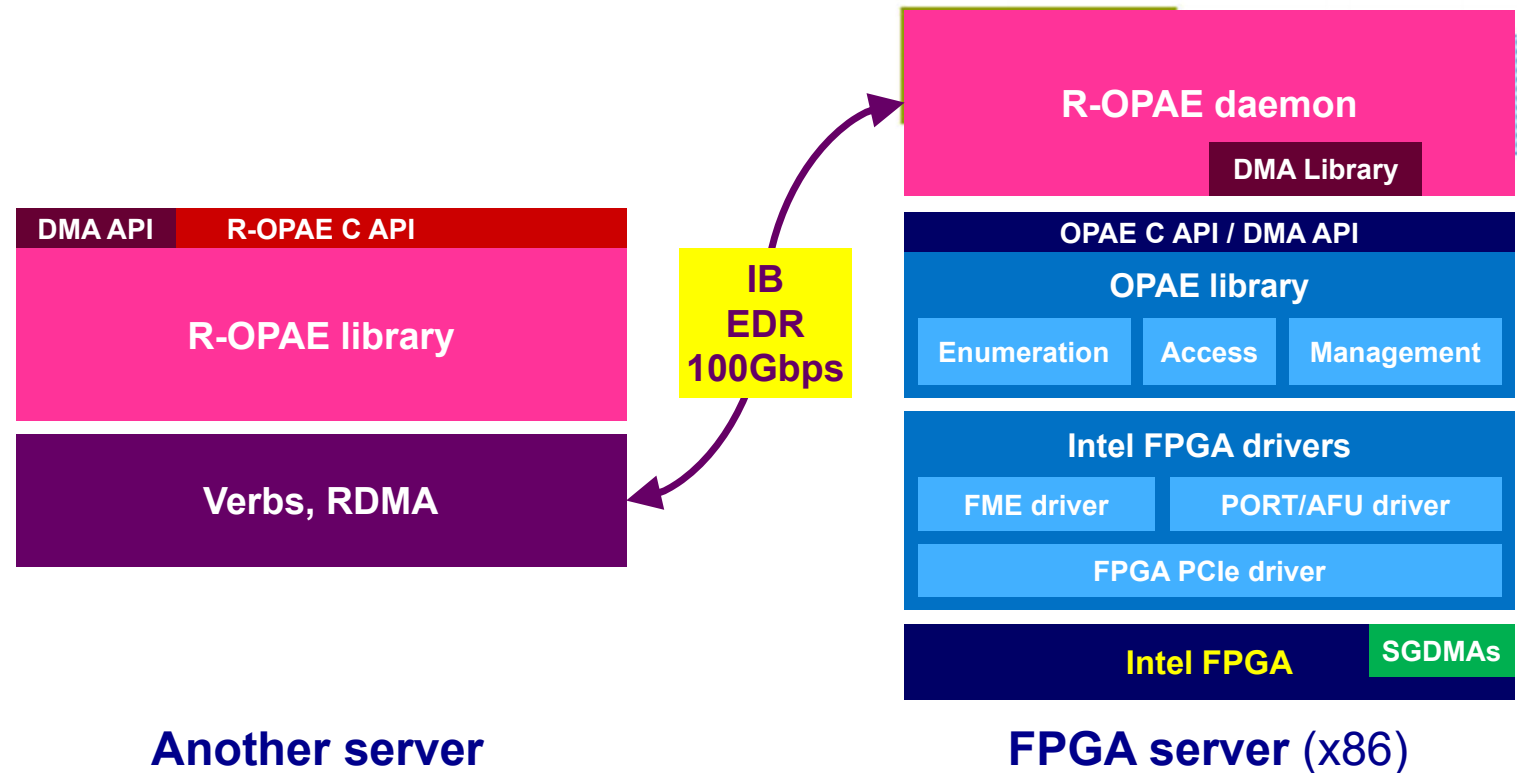 DMA API
R-OPAE C API
R-OPAE library
Verbs, RDMA
Another server
IB
EDR
100Gbps
R-OPAE daemon
DMA Library
OPAE C API / DMA API
OPAE library
Enumeration
Access
Management
Intel FPGA drivers
FME driver
PORT/AFU driver
FPGA PCIe driver
Intel FPGA
SGDMAs
FPGA server (x86)